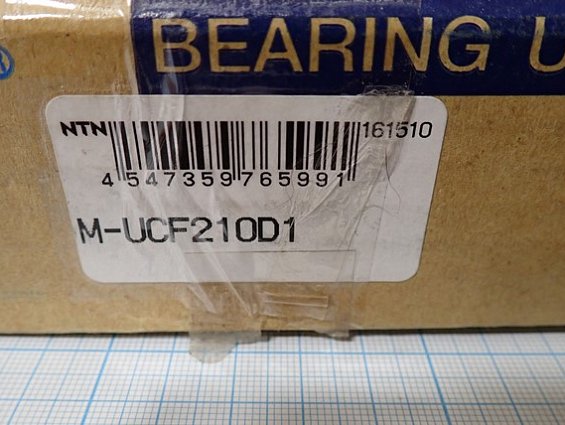 BEARING U
NTN 161510
4 547359 765991
M-UCF210D1